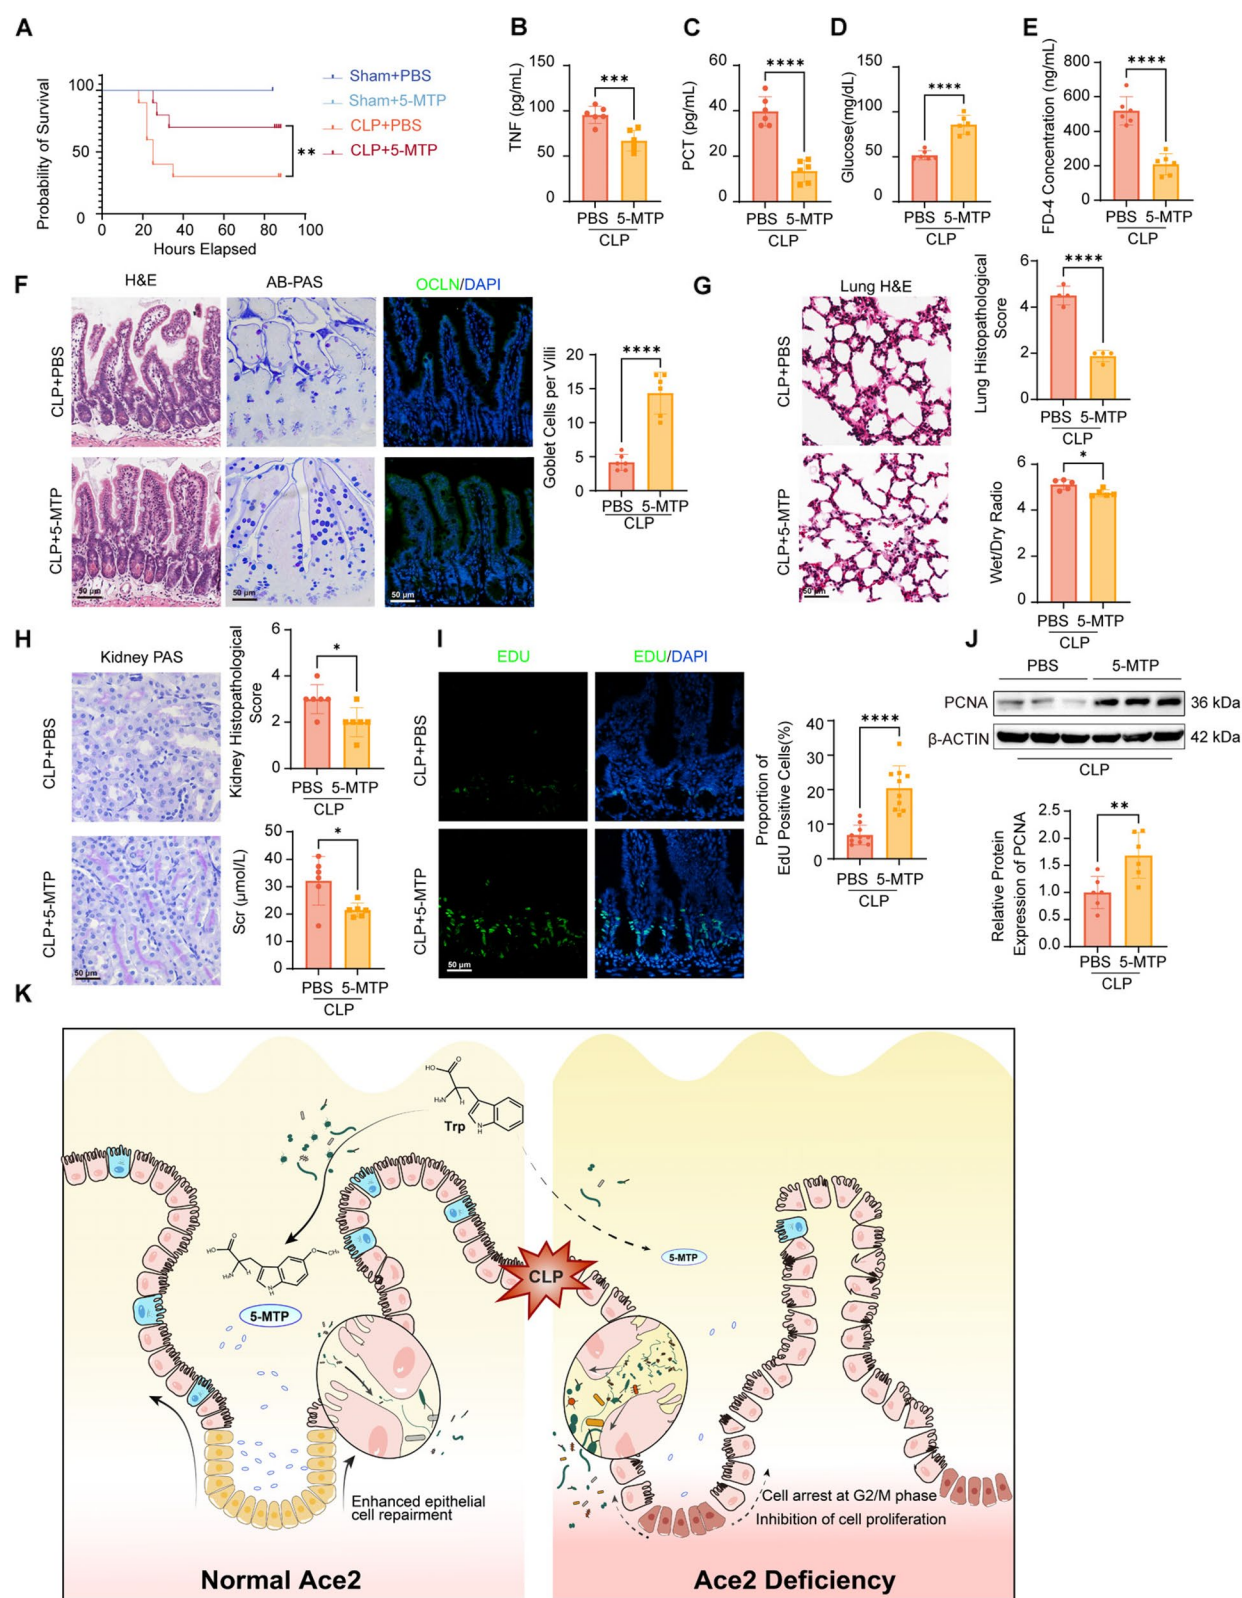 A
Probability of Survival
100
50
0
0 20 40 60 80 100
Hours Elapsed
Sham+PBS
Sham+5-MTP
CLP+PBS
CLP+5-MTP
**
B
TNF (pg/mL)
150
100
50
0
***
PBS 5-MTP
CLP
C
PCT (pg/mL)
60
40
20
0
****
PBS 5-MTP
CLP
D
Glucose(mg/dL)
150
100
50
0
****
PBS 5-MTP
CLP
E
FD-4 Concentration (ng/mL)
800
600
400
200
0
****
PBS 5-MTP
CLP
F
H&E
AB-PAS
OCLN/DAPI
CLP+PBS
CLP+5-MTP
50 µm
50 µm
50 µm
Goblet Cells per Villi
20
15
10
5
0
****
PBS 5-MTP
CLP
G
Lung H&E
CLP+PBS
CLP+5-MTP
50 µm
Lung Histopathological
Score
6
4
2
0
****
PBS 5-MTP
CLP
Wet/Dry Radio
6
4
2
0
*
PBS 5-MTP
CLP
H
Kidney PAS
CLP+PBS
CLP+5-MTP
50 µm
Kidney Histopathological
Score
6
4
2
0
*
PBS 5-MTP
CLP
Scr (µmol/L)
50
40
30
20
10
0
*
PBS 5-MTP
CLP
I
EDU
EDU/DAPI
CLP+PBS
CLP+5-MTP
50 µm
Proportion of
EdU Positive Cells(%)
40
30
20
10
0
****
PBS 5-MTP
CLP
J
PBS 5-MTP
PCNA 36 kDa
β-ACTIN 42 kDa
CLP
Relative Protein
Expression of PCNA
2.5
2.0
1.5
1.0
0.5
0.0
**
PBS 5-MTP
CLP
K
HO
O
H₂N
H
N
H
Trp
HO
O
H₂N
H
N
H
O
CH₃
5-MTP
CLP
5-MTP
Enhanced epithelial
cell repairment
Cell arrest at G2/M phase
Inhibition of cell proliferation
Normal Ace2
Ace2 Deficiency